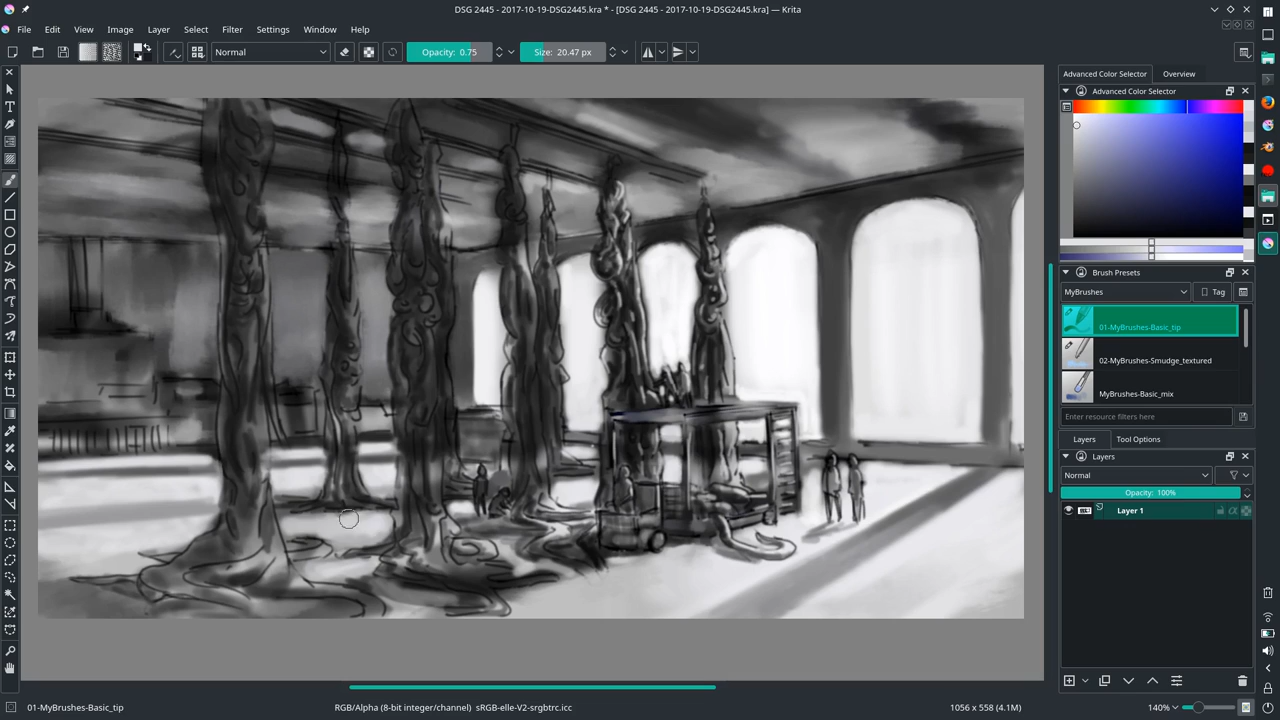 DSG 2445 - 2017-10-19-DSG2445.kra * - [DSG 2445 - 2017-10-19-DSG2445.kra] — Krita
File Edit View Image Layer Select Filter Settings Tools Window Help
Normal Opacity: 0.75 Size: 20.47 px
Advanced Color Selector Overview
Advanced Color Selector
Brush Presets
MyBrushes Tag
01-MyBrushes-Basic_tip
02-MyBrushes-Smudge_textured
MyBrushes-Basic_mix
Enter resource filters here
Layers Tool Options
Layers
Normal
Opacity: 100%
Layer 1
01-MyBrushes-Basic_tip RGB/Alpha (8-bit integer/channel) sRGB-elle-V2-srgbtrc.icc 1056 x 558 (4.1M) 140%